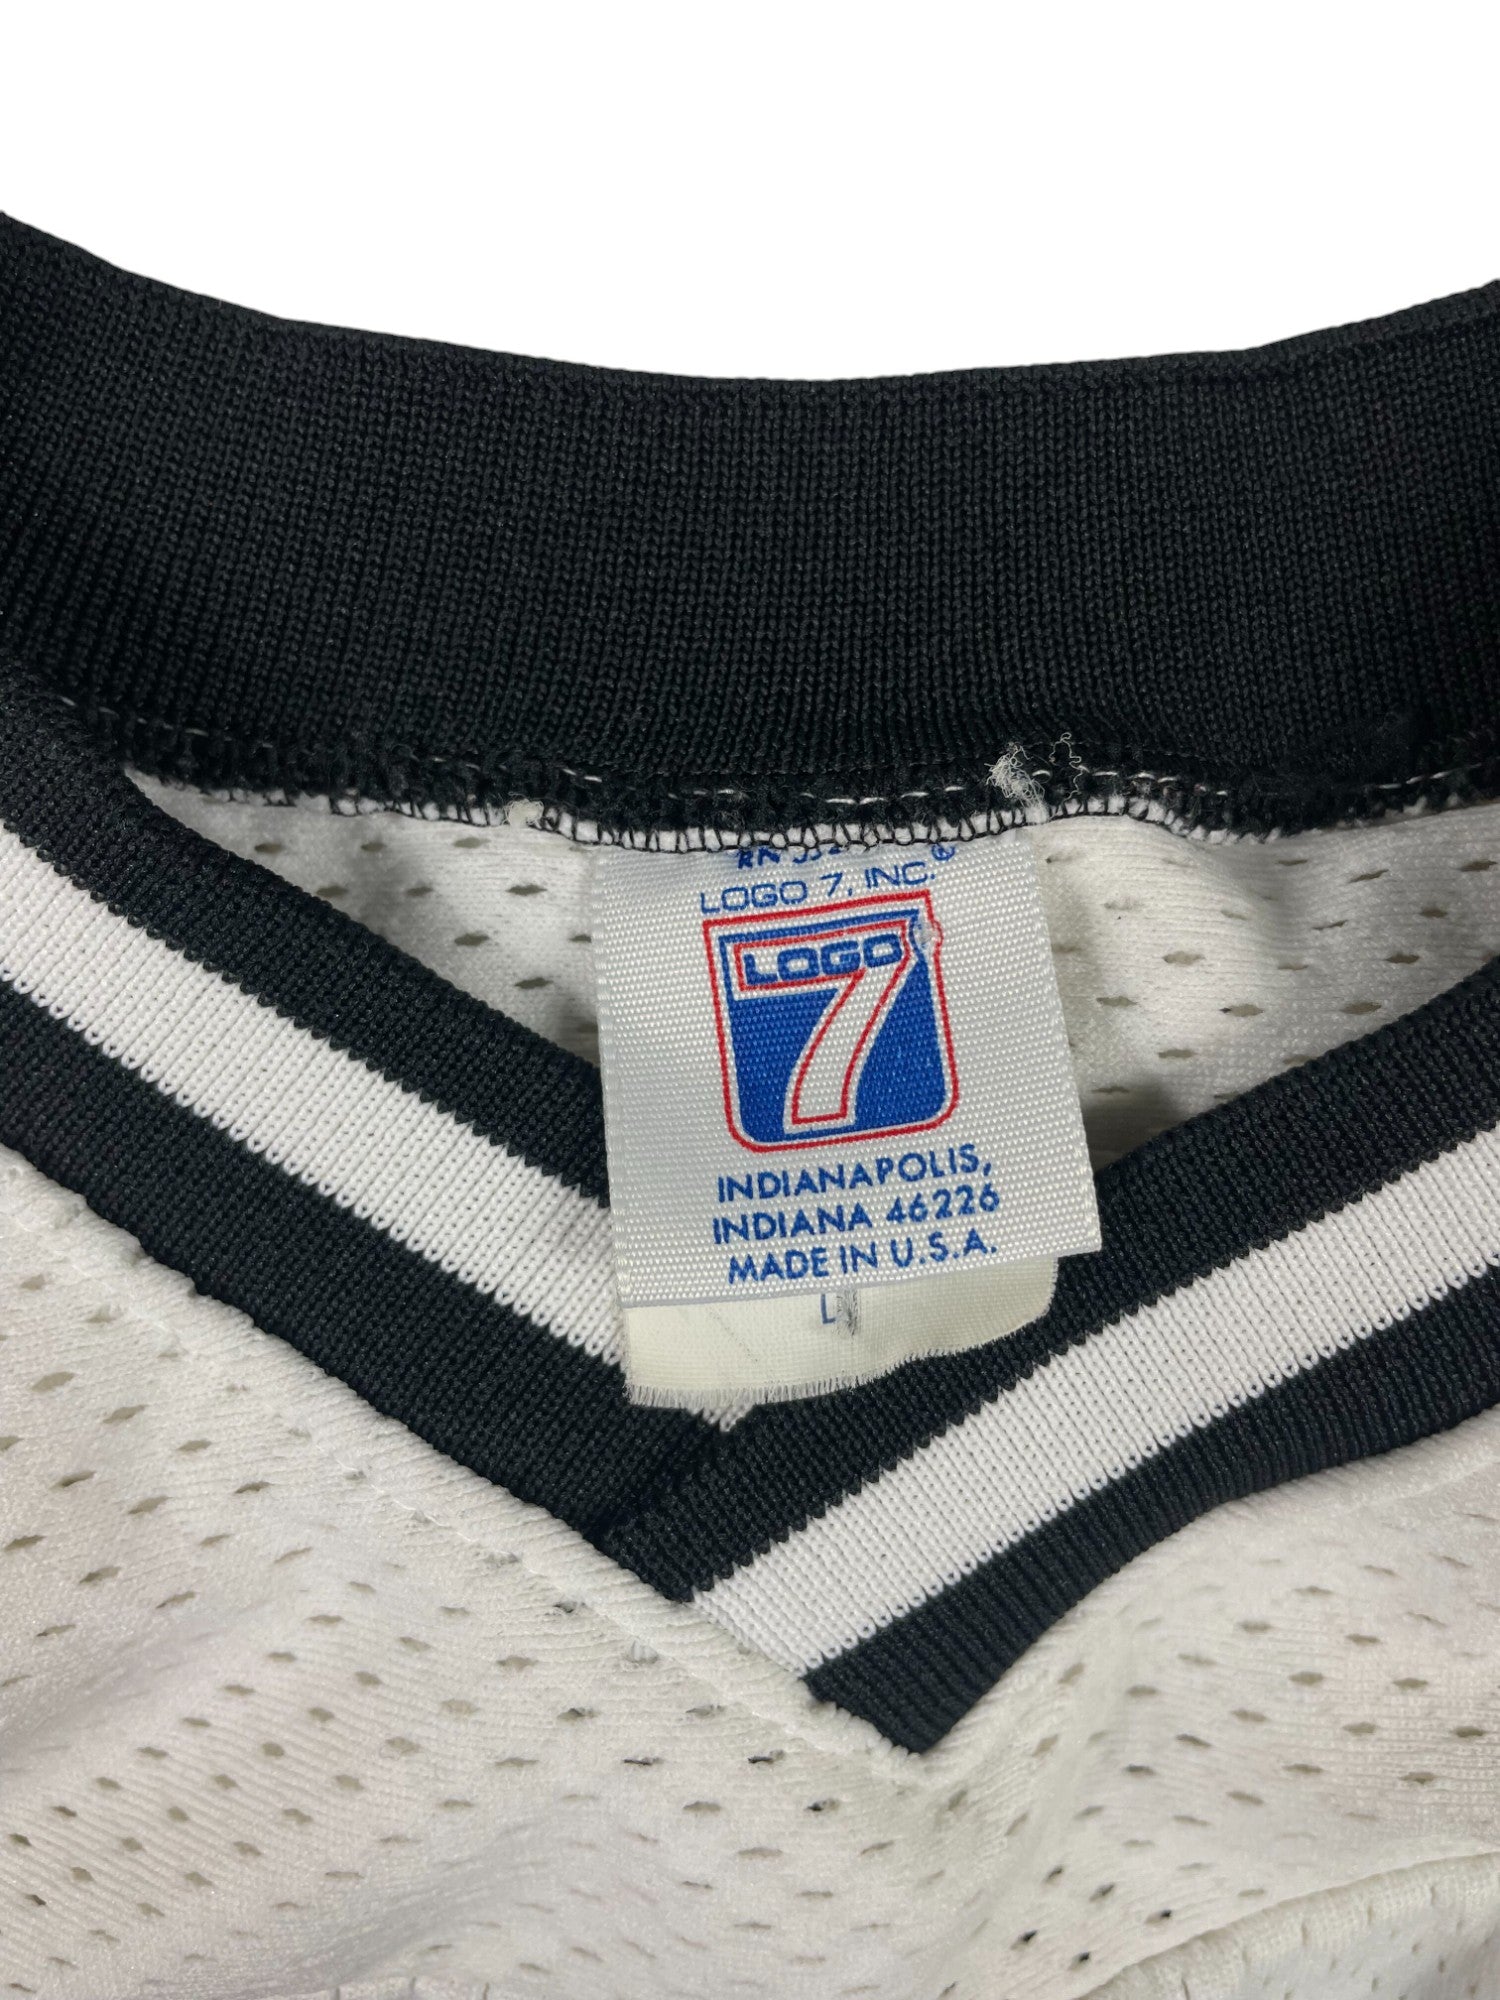 LOGO 7, INC.®
LOGO
7
INDIANAPOLIS,
INDIANA 46226
MADE IN U.S.A.
L